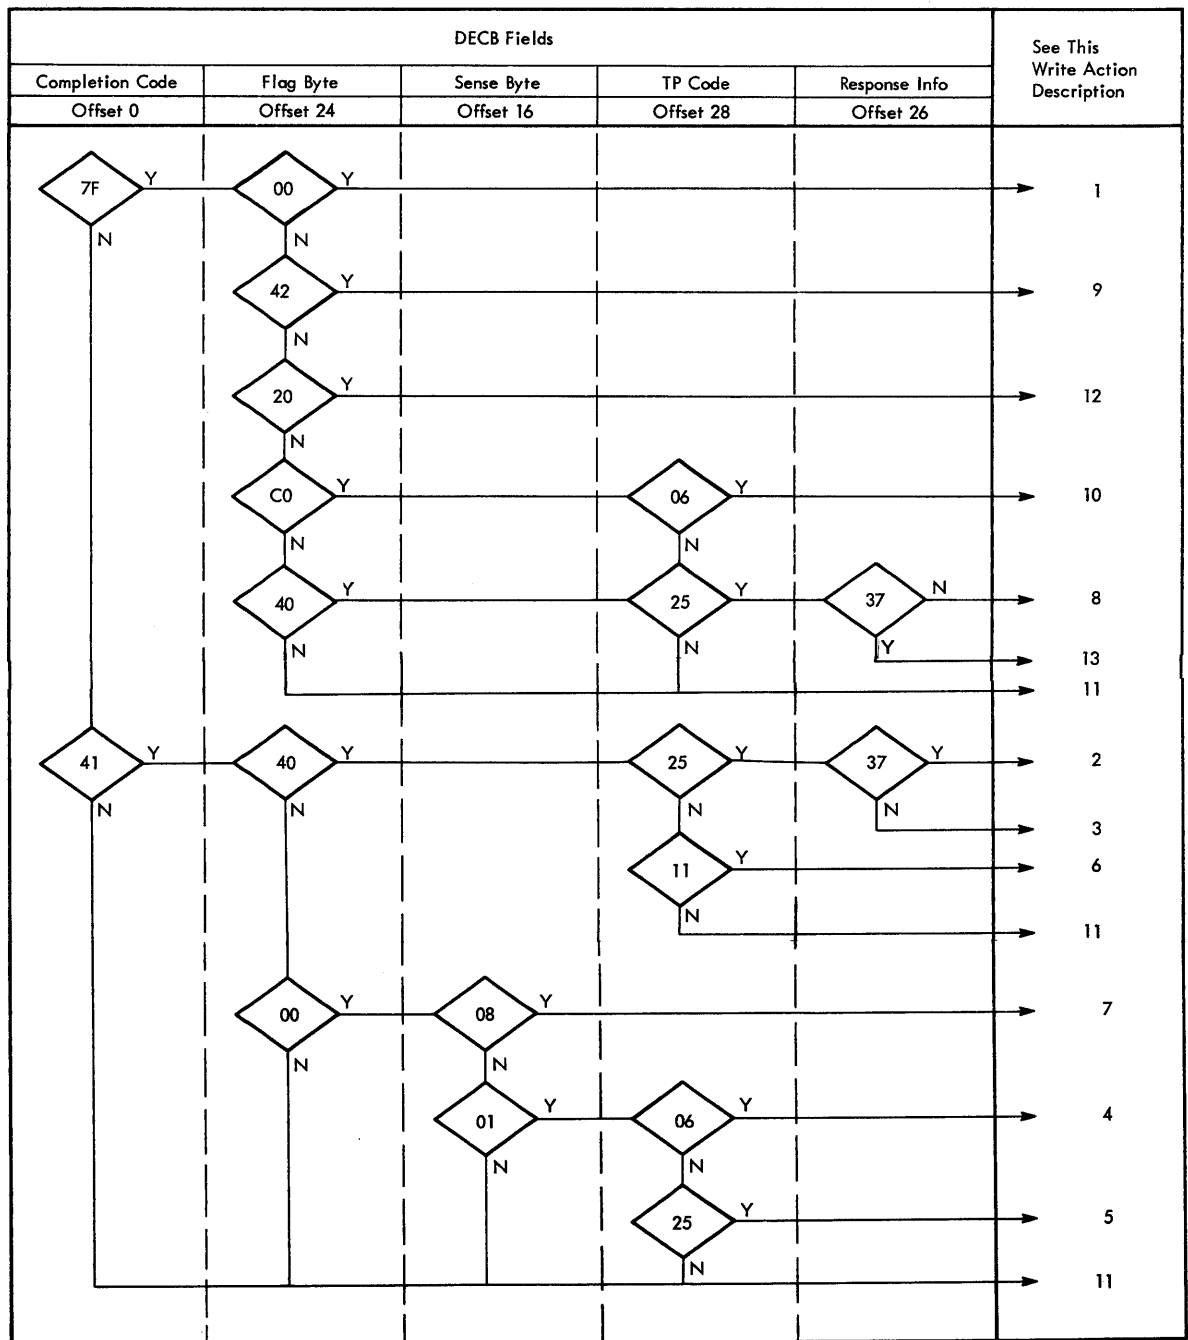 DECB Fields
See This
Write Action
Description
Completion Code
Flag Byte
Sense Byte
TP Code
Response Info
Offset 0
Offset 24
Offset 16
Offset 28
Offset 26
7F Y 00 Y 1
N N
42 Y 9
N
20 Y 12
N
C0 Y 06 Y 10
N N
40 Y 25 Y 37 N 8
N N Y 13
11
41 Y 40 Y 25 Y 37 Y 2
N N N N 3
11 Y 6
N 11
00 Y 08 Y 7
N N
01 Y 06 Y 4
N N
25 Y 5
N 11